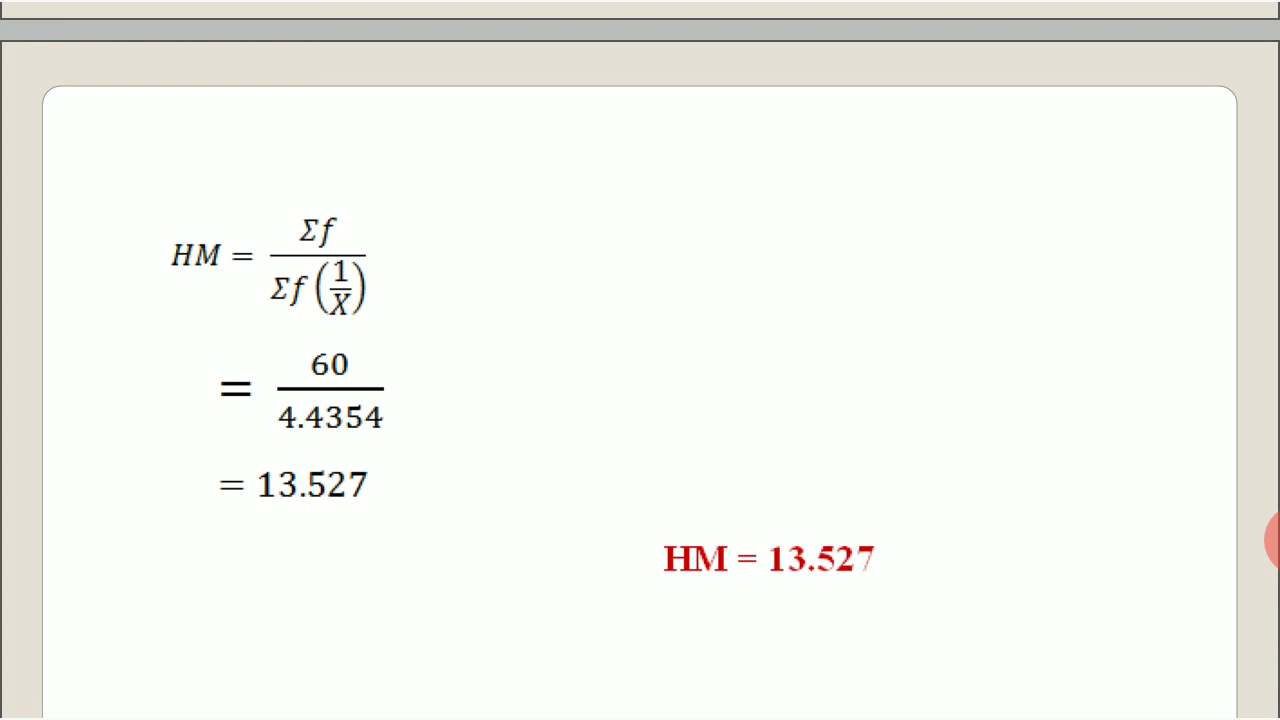 HM = Σf / Σf (1/X)
= 60 / 4.4354
= 13.527
HM = 13.527